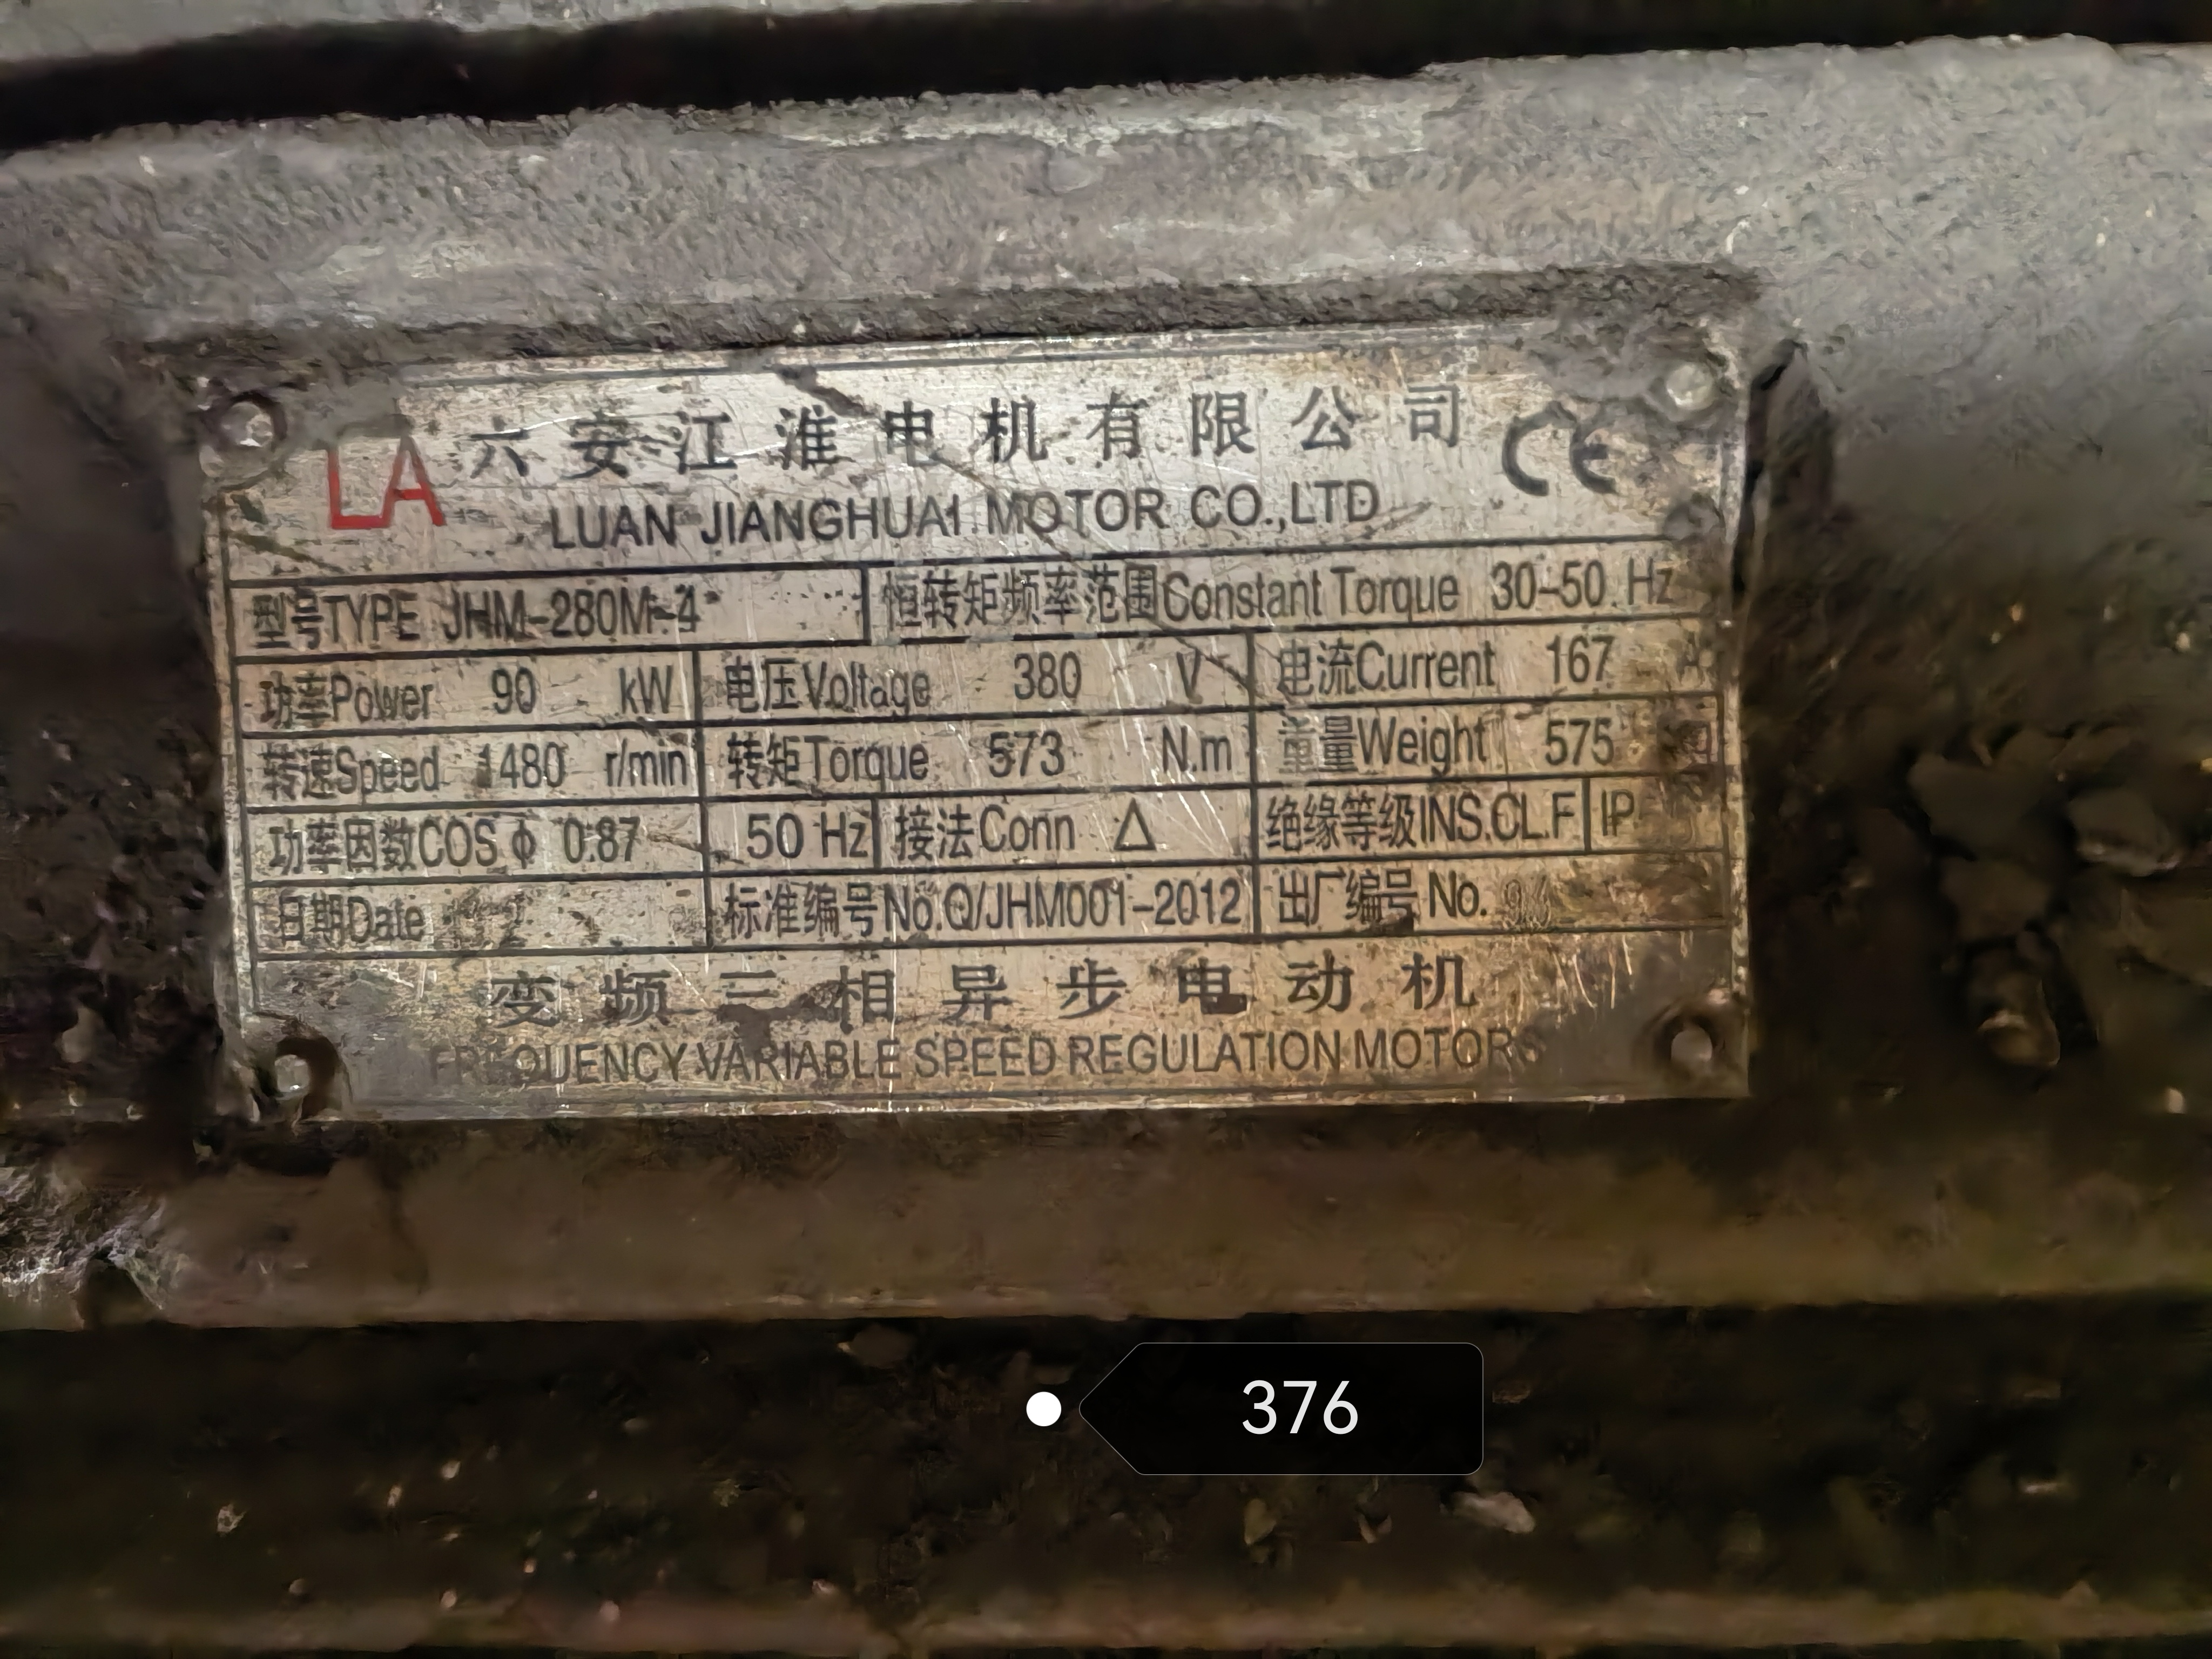 LA 六安江淮电机有限公司 CE
LUAN JIANGHUAI MOTOR CO.,LTD
型号TYPE JHM-280M-4 恒转矩频率范围Constant Torque 30-50 Hz
功率Power 90 kW 电压Voltage 380 V 电流Current 167 A
转速Speed 1480 r/min 转矩Torque 573 N.m 重量Weight 575
功率因数COS Φ 0.87 50 Hz 接法Conn △ 绝缘等级INS.CL.F IP
日期Date 标准编号No.Q/JHM001-2012 出厂编号 No.
变频三相异步电动机
FREQUENCY VARIABLE SPEED REGULATION MOTORS
376